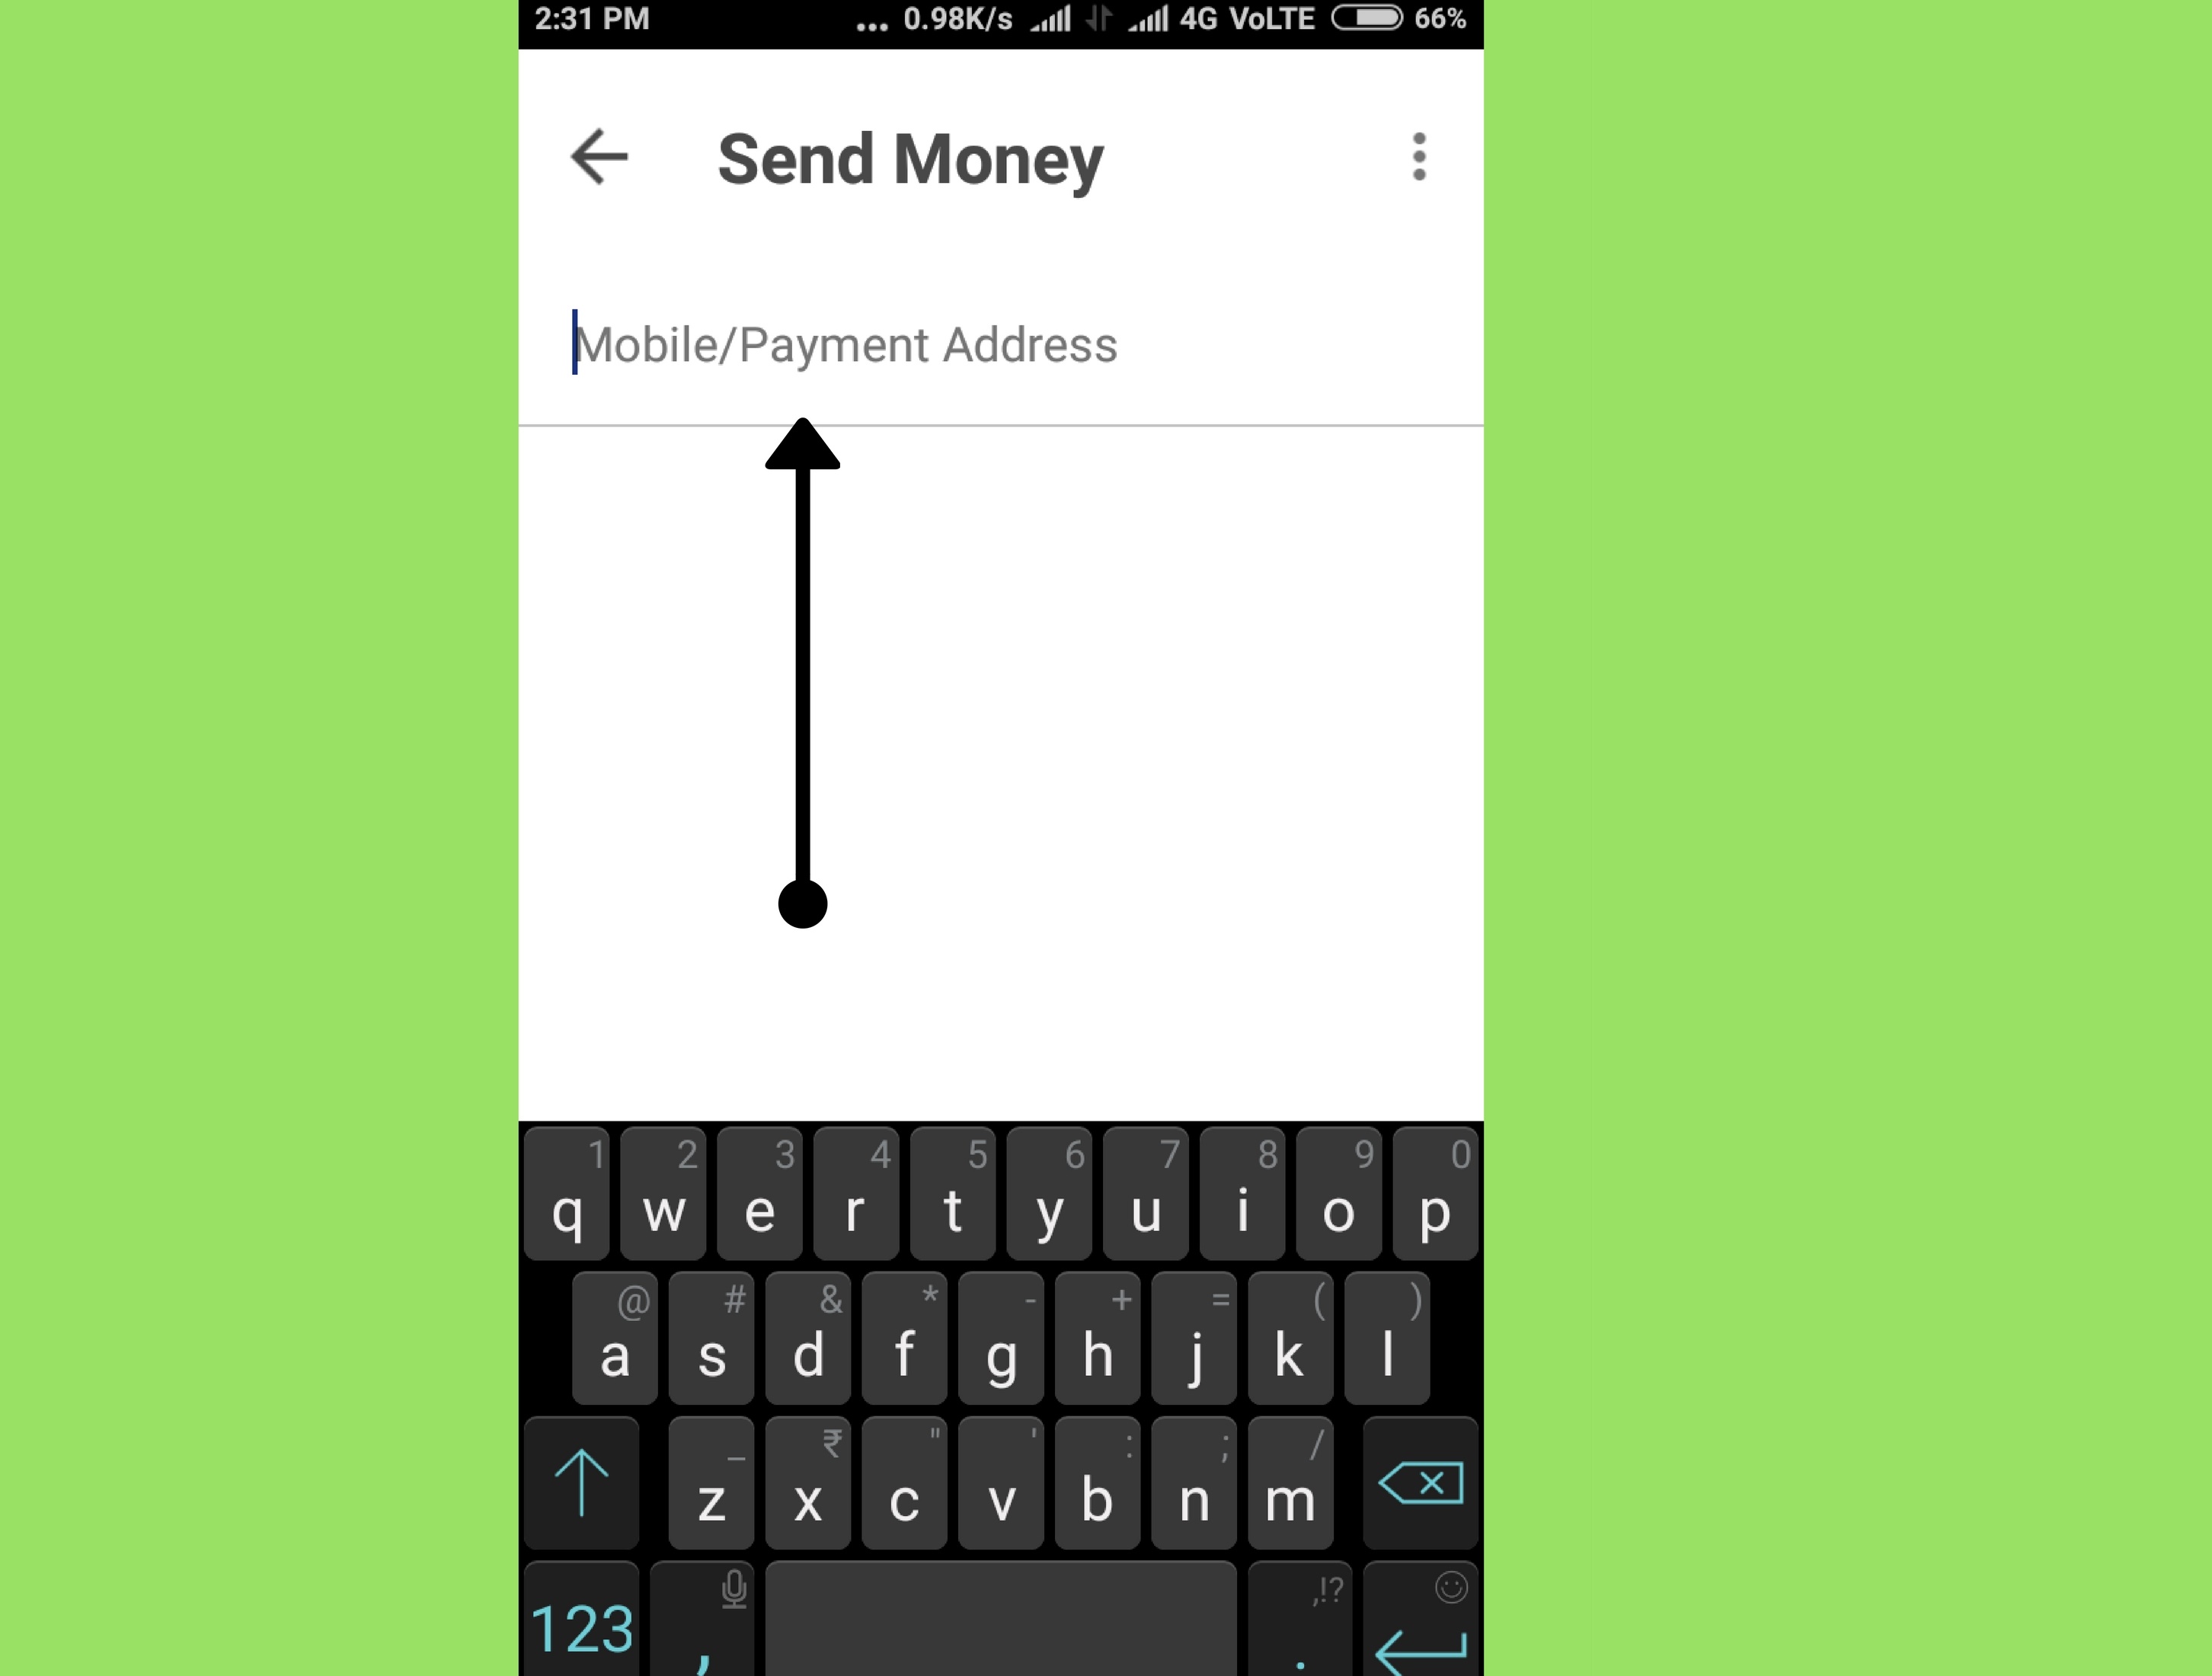 2:31 PM ... 0.98K/s 4G VoLTE 66%
Send Money
Mobile/Payment Address
1 2 3 4 5 6 7 8 9 0
q w e r t y u i o p
@ # & * - + = ( )
a s d f g h j k l
_ ₹ " ' : ; /
z x c v b n m
,!?
123 , .